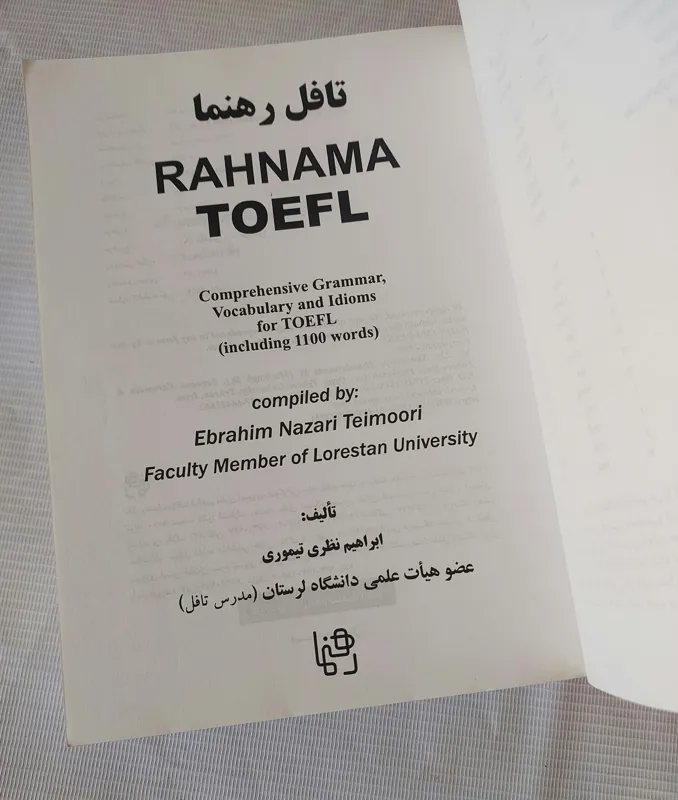 تافل رهنما
RAHNAMA
TOEFL
Comprehensive Grammar,
Vocabulary and Idioms
for TOEFL
(including 1100 words)
compiled by:
Ebrahim Nazari Teimoori
Faculty Member of Lorestan University
تألیف:
ابراهیم نظری تیموری
عضو هیأت علمی دانشگاه لرستان (مدرس تافل)
رهنما